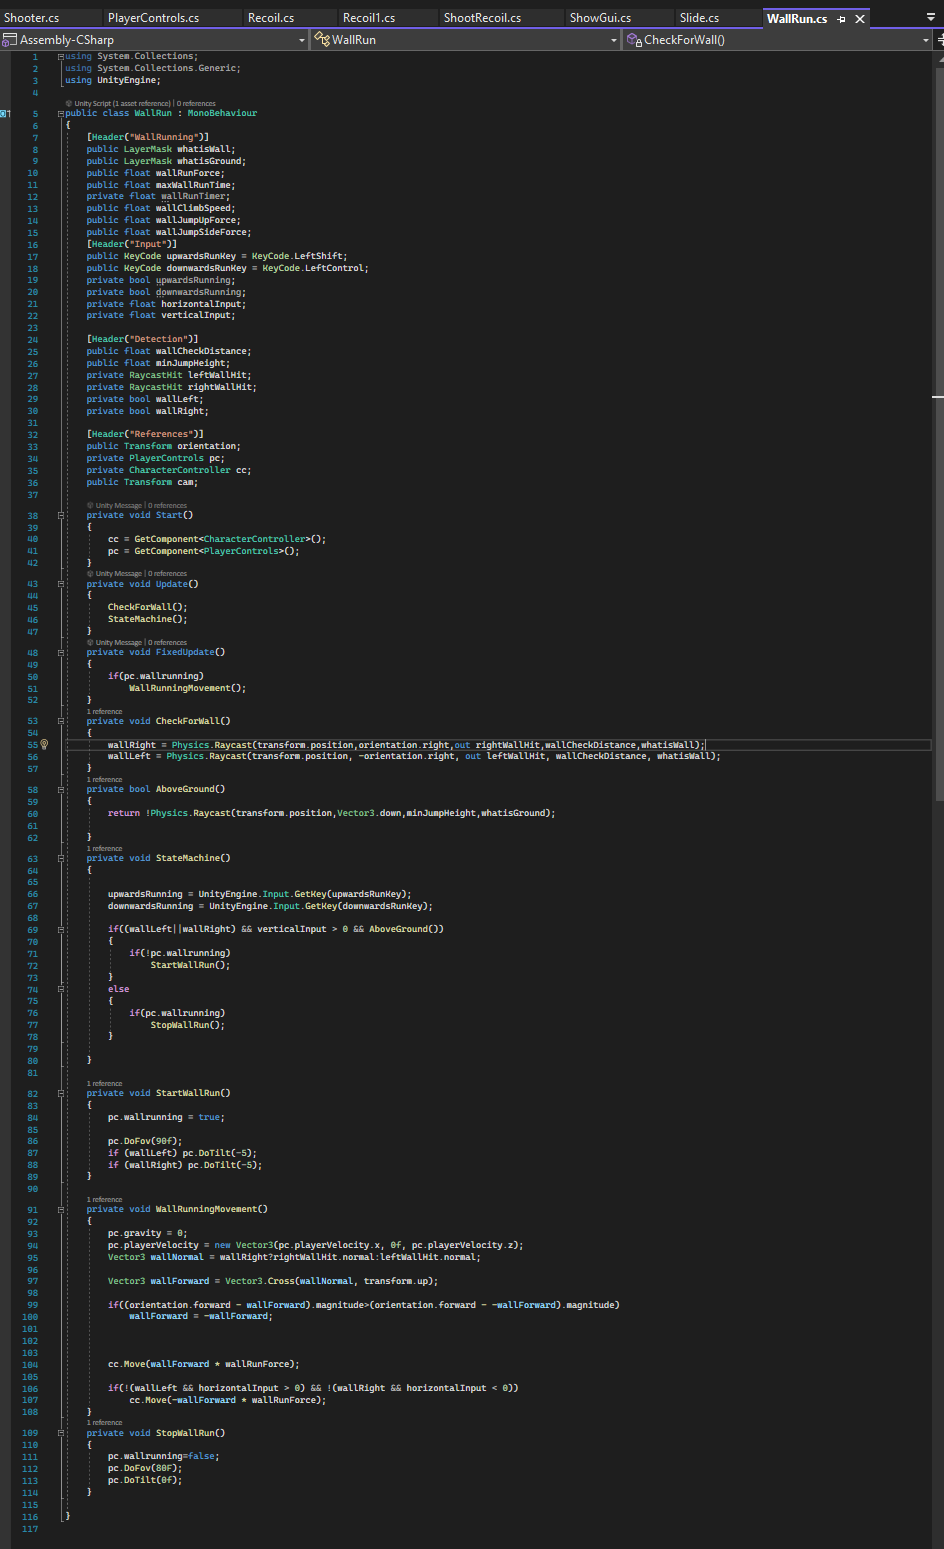 Shooter.cs PlayerControls.cs Recoil.cs Recoil1.cs ShootRecoil.cs ShowGui.cs Slide.cs WallRun.cs
Assembly-CSharp WallRun CheckForWall()
1 using System.Collections;
2 using System.Collections.Generic;
3 using UnityEngine;
4
Unity Script (1 asset reference) | 0 references
5 public class WallRun : MonoBehaviour
6 {
7 [Header("WallRunning")]
8 public LayerMask whatisWall;
9 public LayerMask whatisGround;
10 public float wallRunForce;
11 public float maxWallRunTime;
12 private float wallRunTimer;
13 public float wallClimbSpeed;
14 public float wallJumpUpForce;
15 public float wallJumpSideForce;
16 [Header("Input")]
17 public KeyCode upwardsRunKey = KeyCode.LeftShift;
18 public KeyCode downwardsRunKey = KeyCode.LeftControl;
19 private bool upwardsRunning;
20 private bool downwardsRunning;
21 private float horizontalInput;
22 private float verticalInput;
23
24 [Header("Detection")]
25 public float wallCheckDistance;
26 public float minJumpHeight;
27 private RaycastHit leftWallHit;
28 private RaycastHit rightWallHit;
29 private bool wallLeft;
30 private bool wallRight;
31
32 [Header("References")]
33 public Transform orientation;
34 private PlayerControls pc;
35 private CharacterController cc;
36 public Transform cam;
37
Unity Message | 0 references
38 private void Start()
39 {
40 cc = GetComponent<CharacterController>();
41 pc = GetComponent<PlayerControls>();
42 }
Unity Message | 0 references
43 private void Update()
44 {
45 CheckForWall();
46 StateMachine();
47 }
Unity Message | 0 references
48 private void FixedUpdate()
49 {
50 if(pc.wallrunning)
51 WallRunningMovement();
52 }
1 reference
53 private void CheckForWall()
54 {
55 wallRight = Physics.Raycast(transform.position,orientation.right,out rightWallHit,wallCheckDistance,whatisWall);
56 wallLeft = Physics.Raycast(transform.position, -orientation.right, out leftWallHit, wallCheckDistance, whatisWall);
57 }
1 reference
58 private bool AboveGround()
59 {
60 return !Physics.Raycast(transform.position,Vector3.down,minJumpHeight,whatisGround);
61
62 }
1 reference
63 private void StateMachine()
64 {
65
66 upwardsRunning = UnityEngine.Input.GetKey(upwardsRunKey);
67 downwardsRunning = UnityEngine.Input.GetKey(downwardsRunKey);
68
69 if((wallLeft||wallRight) && verticalInput > 0 && AboveGround())
70 {
71 if(!pc.wallrunning)
72 StartWallRun();
73 }
74 else
75 {
76 if(pc.wallrunning)
77 StopWallRun();
78 }
79
80 }
81
1 reference
82 private void StartWallRun()
83 {
84 pc.wallrunning = true;
85
86 pc.DoFov(90f);
87 if (wallLeft) pc.DoTilt(-5);
88 if (wallRight) pc.DoTilt(-5);
89 }
90
1 reference
91 private void WallRunningMovement()
92 {
93 pc.gravity = 0;
94 pc.playerVelocity = new Vector3(pc.playerVelocity.x, 0f, pc.playerVelocity.z);
95 Vector3 wallNormal = wallRight?rightWallHit.normal:leftWallHit.normal;
96
97 Vector3 wallForward = Vector3.Cross(wallNormal, transform.up);
98
99 if((orientation.forward - wallForward).magnitude>(orientation.forward - -wallForward).magnitude)
100 wallForward = -wallForward;
101
102
103
104 cc.Move(wallForward * wallRunForce);
105
106 if(!(wallLeft && horizontalInput > 0) && !(wallRight && horizontalInput < 0))
107 cc.Move(-wallForward * wallRunForce);
108 }
1 reference
109 private void StopWallRun()
110 {
111 pc.wallrunning=false;
112 pc.DoFov(80F);
113 pc.DoTilt(0f);
114 }
115
116 }
117